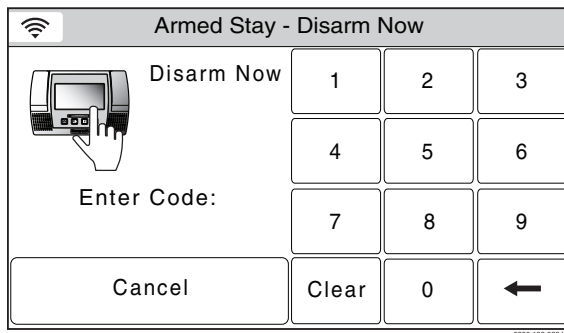 Armed Stay - Disarm Now
Disarm Now
Enter Code:
1 2 3
4 5 6
7 8 9
Cancel
Clear 0